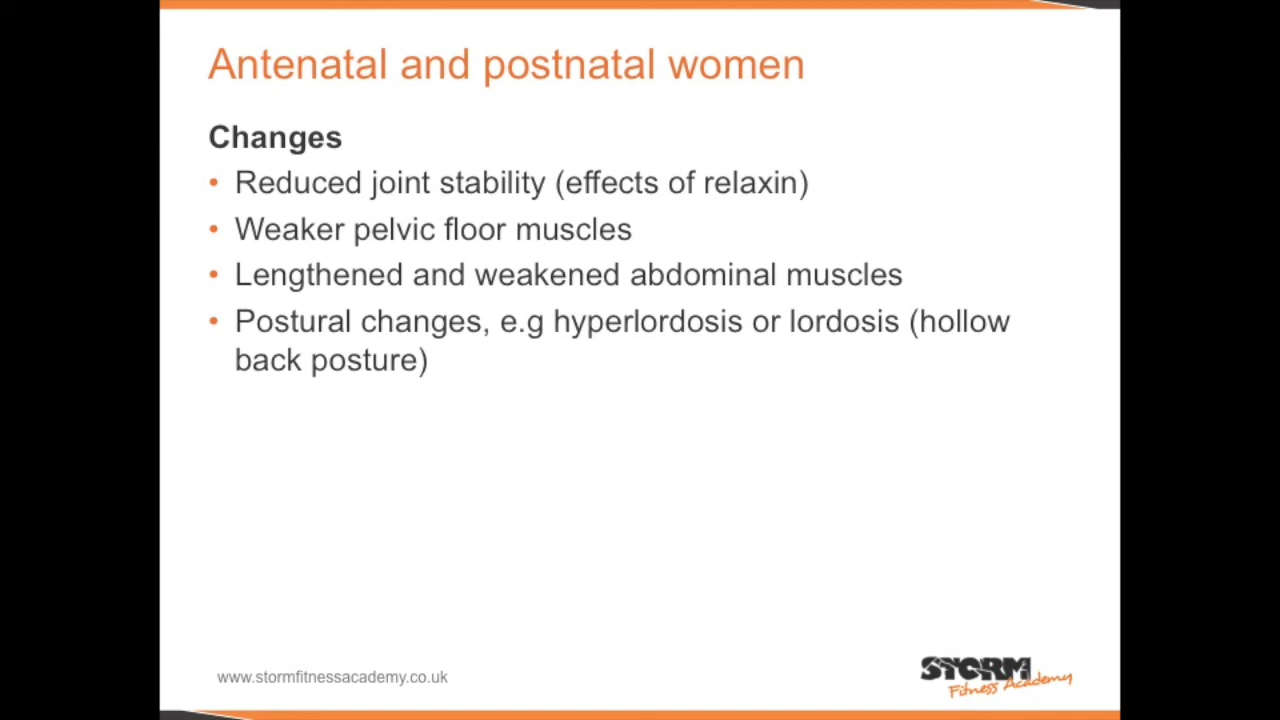 Antenatal and postnatal women
Changes
• Reduced joint stability (effects of relaxin)
• Weaker pelvic floor muscles
• Lengthened and weakened abdominal muscles
• Postural changes, e.g hyperlordosis or lordosis (hollow
back posture)
www.stormfitnessacademy.co.uk
STORM
Fitness Academy